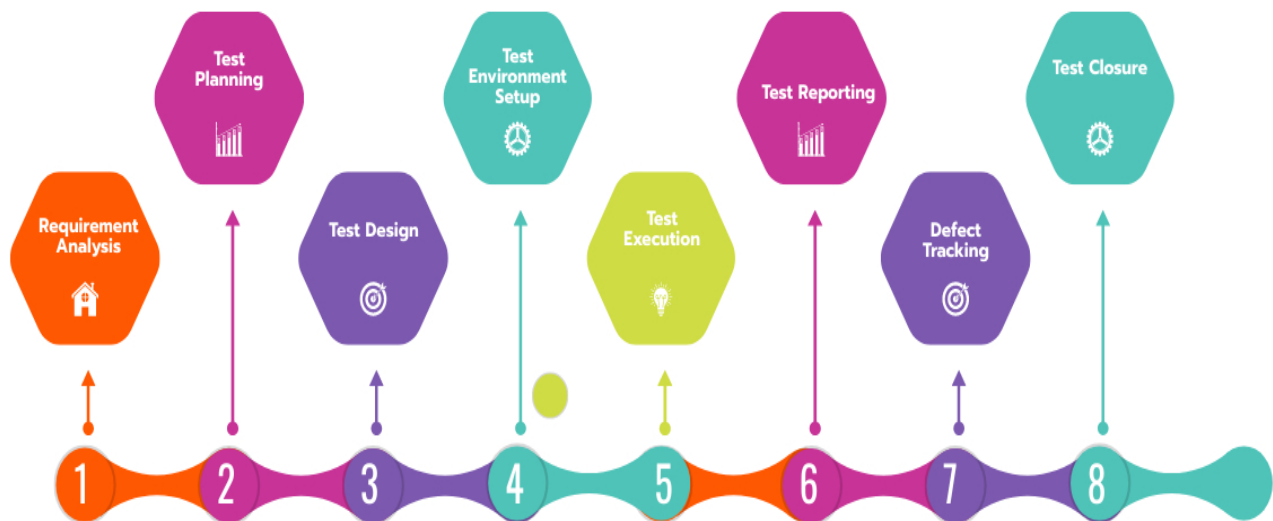 Requirement
Analysis
Test
Planning
Test Design
Test
Environment
Setup
Test
Execution
Test Reporting
Defect
Tracking
Test Closure
1
2
3
4
5
6
7
8